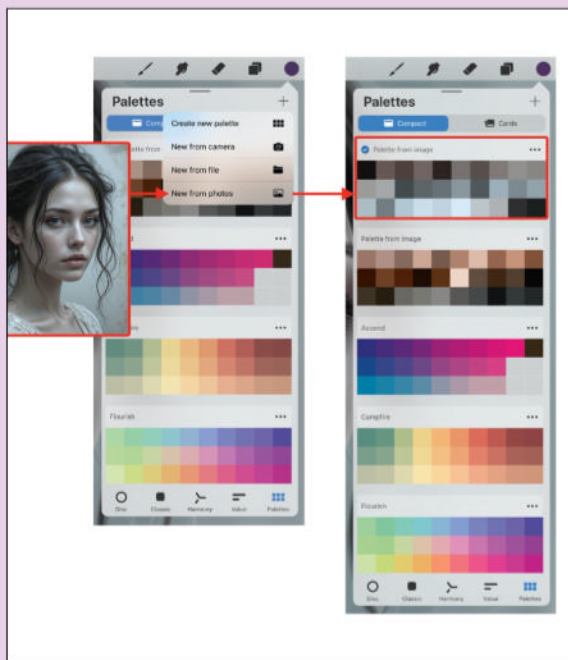 Palettes
Compact
Create new palette
New from camera
New from file
New from photos
Flourish
Disc
Classic
Harmony
Value
Palettes
Palettes
Compact
Cards
Palette from image
Palette from image
Ascend
Campfire
Flourish
Disc
Classic
Harmony
Value
Palettes